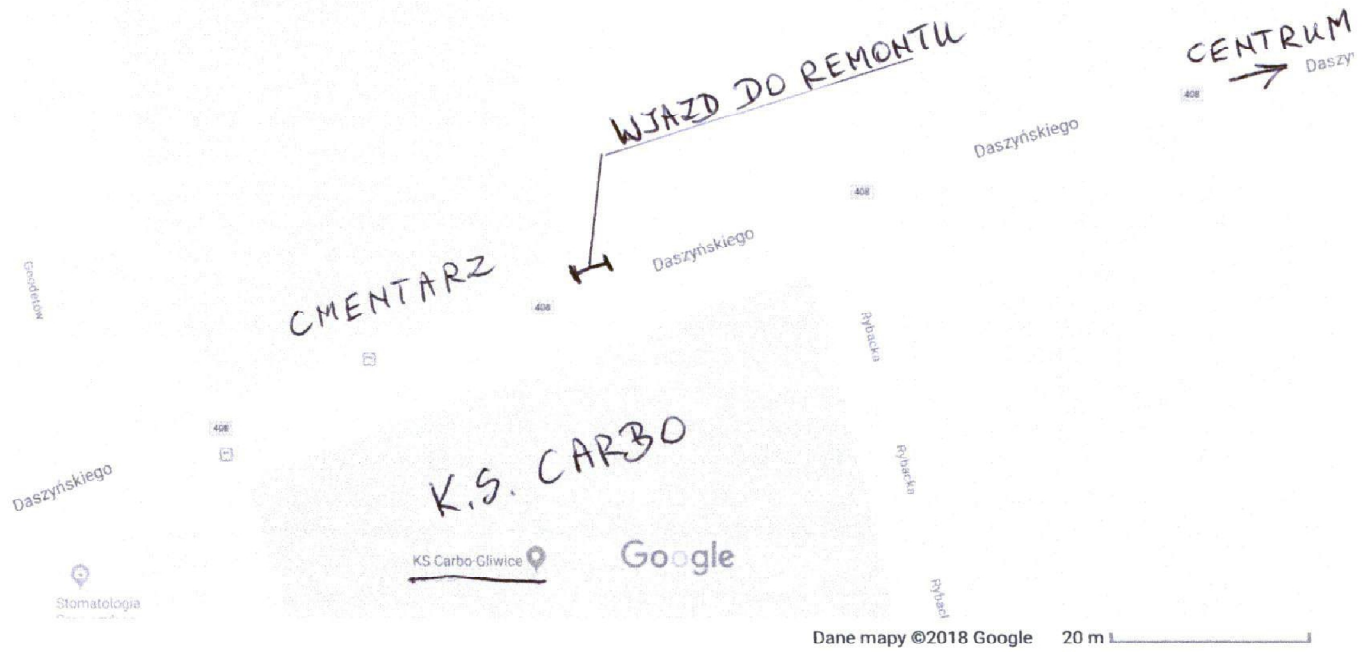 CENTRUM
Daszy
408
WJAZD DO REMONTU
Daszyńskiego
408
Daszyńskiego
CMENTARZ
408
Geodetów
Rybacka
408
K.S. CARBO
Rybacka
Daszyńskiego
KS Carbo Gliwice
Google
Stomatologia
Rybac
Dane mapy ©2018 Google 20 m